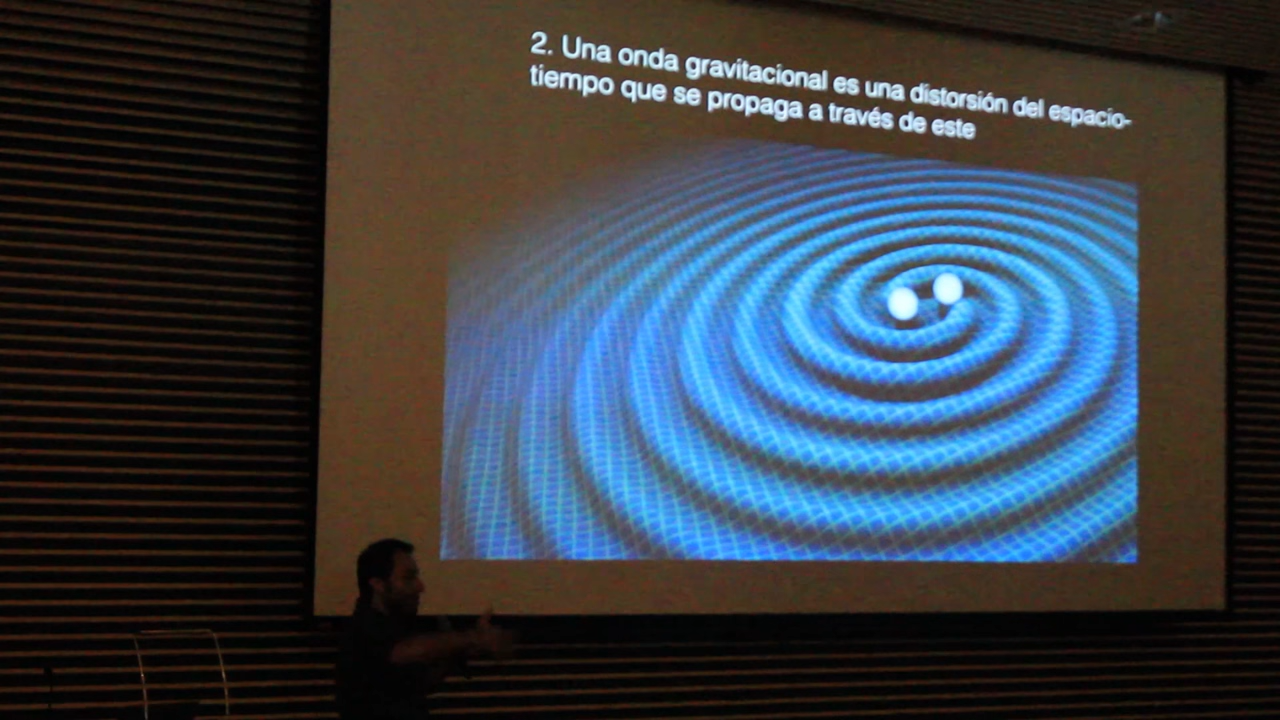 2. Una onda gravitacional es una distorsión del espacio-
tiempo que se propaga a través de este